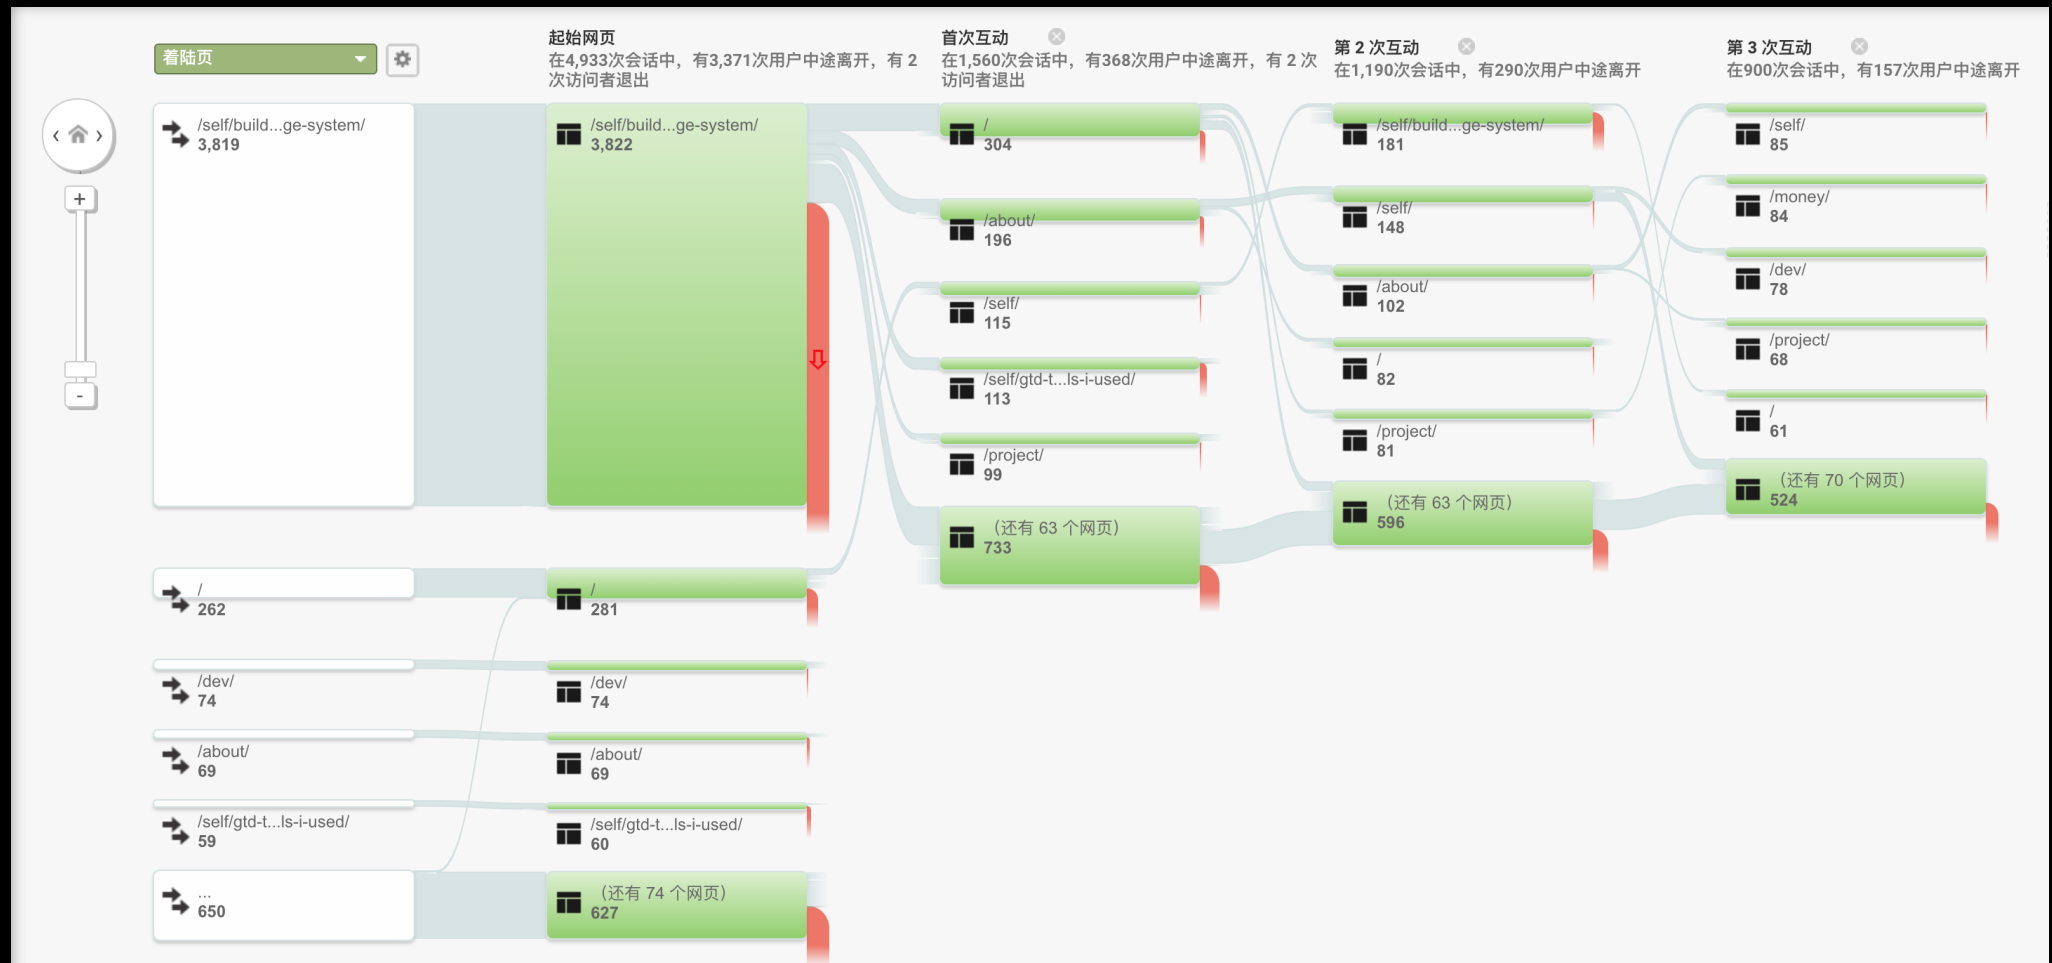 着陆页
起始网页
在4,933次会话中，有3,371次用户中途离开，有 2
次访问者退出
首次互动
在1,560次会话中，有368次用户中途离开，有 2 次
访问者退出
第 2 次互动
在1,190次会话中，有290次用户中途离开
第 3 次互动
在900次会话中，有157次用户中途离开
+
-
/self/build...ge-system/
3,819
/
262
/dev/
74
/about/
69
/self/gtd-t...ls-i-used/
59
...
650
/self/build...ge-system/
3,822
/
281
/dev/
74
/about/
69
/self/gtd-t...ls-i-used/
60
（还有 74 个网页）
627
/
304
/about/
196
/self/
115
/self/gtd-t...ls-i-used/
113
/project/
99
（还有 63 个网页）
733
/self/build...ge-system/
181
/self/
148
/about/
102
/
82
/project/
81
（还有 63 个网页）
596
/self/
85
/money/
84
/dev/
78
/project/
68
/
61
（还有 70 个网页）
524